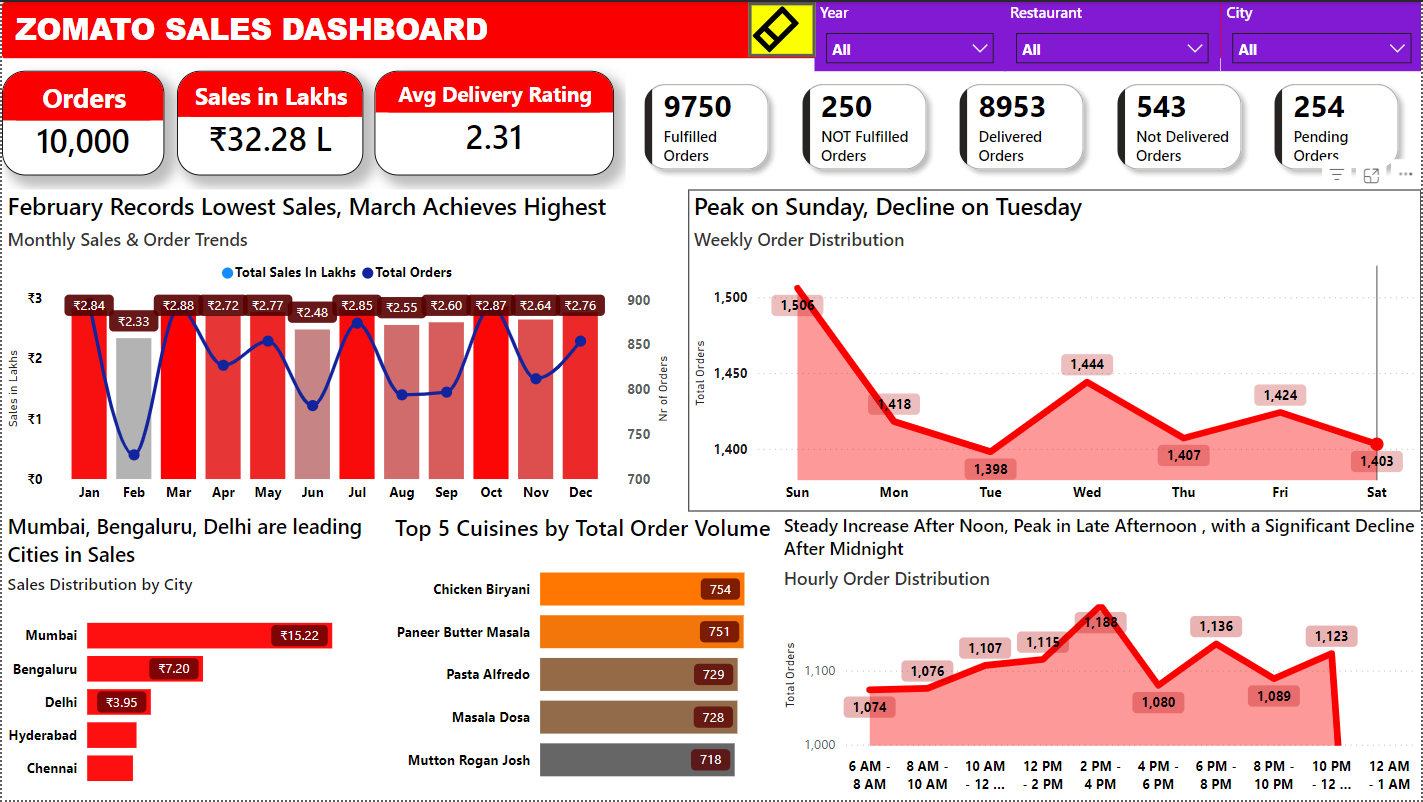 ZOMATO SALES DASHBOARD
Year
Restaurant
City
All
All
All
Orders
10,000
Sales in Lakhs
₹32.28 L
Avg Delivery Rating
2.31
9750
Fulfilled
Orders
250
NOT Fulfilled
Orders
8953
Delivered
Orders
543
Not Delivered
Orders
254
Pending
Orders
February Records Lowest Sales, March Achieves Highest
Monthly Sales & Order Trends
Total Sales In Lakhs Total Orders
Sales in Lakhs
₹3
₹2
₹1
₹0
₹2.84
₹2.33
₹2.88
₹2.72
₹2.77
₹2.48
₹2.85
₹2.55
₹2.60
₹2.87
₹2.64
₹2.76
900
850
800
750
700
Nr of Orders
Jan Feb Mar Apr May Jun Jul Aug Sep Oct Nov Dec
Peak on Sunday, Decline on Tuesday
Weekly Order Distribution
Total Orders
1,500
1,450
1,400
1,506
1,418
1,398
1,444
1,407
1,424
1,403
Sun Mon Tue Wed Thu Fri Sat
Mumbai, Bengaluru, Delhi are leading
Cities in Sales
Sales Distribution by City
Mumbai ₹15.22
Bengaluru ₹7.20
Delhi ₹3.95
Hyderabad
Chennai
Top 5 Cuisines by Total Order Volume
Chicken Biryani 754
Paneer Butter Masala 751
Pasta Alfredo 729
Masala Dosa 728
Mutton Rogan Josh 718
Steady Increase After Noon, Peak in Late Afternoon , with a Significant Decline
After Midnight
Hourly Order Distribution
Total Orders
1,100
1,000
1,074
1,076
1,107
1,115
1,188
1,080
1,136
1,089
1,123
6 AM - 8 AM - 10 AM 12 PM 2 PM - 4 PM - 6 PM - 8 PM - 10 PM 12 AM
8 AM 10 AM - 12 ... - 2 PM 4 PM 6 PM 8 PM 10 PM - 12 ... - 1 AM